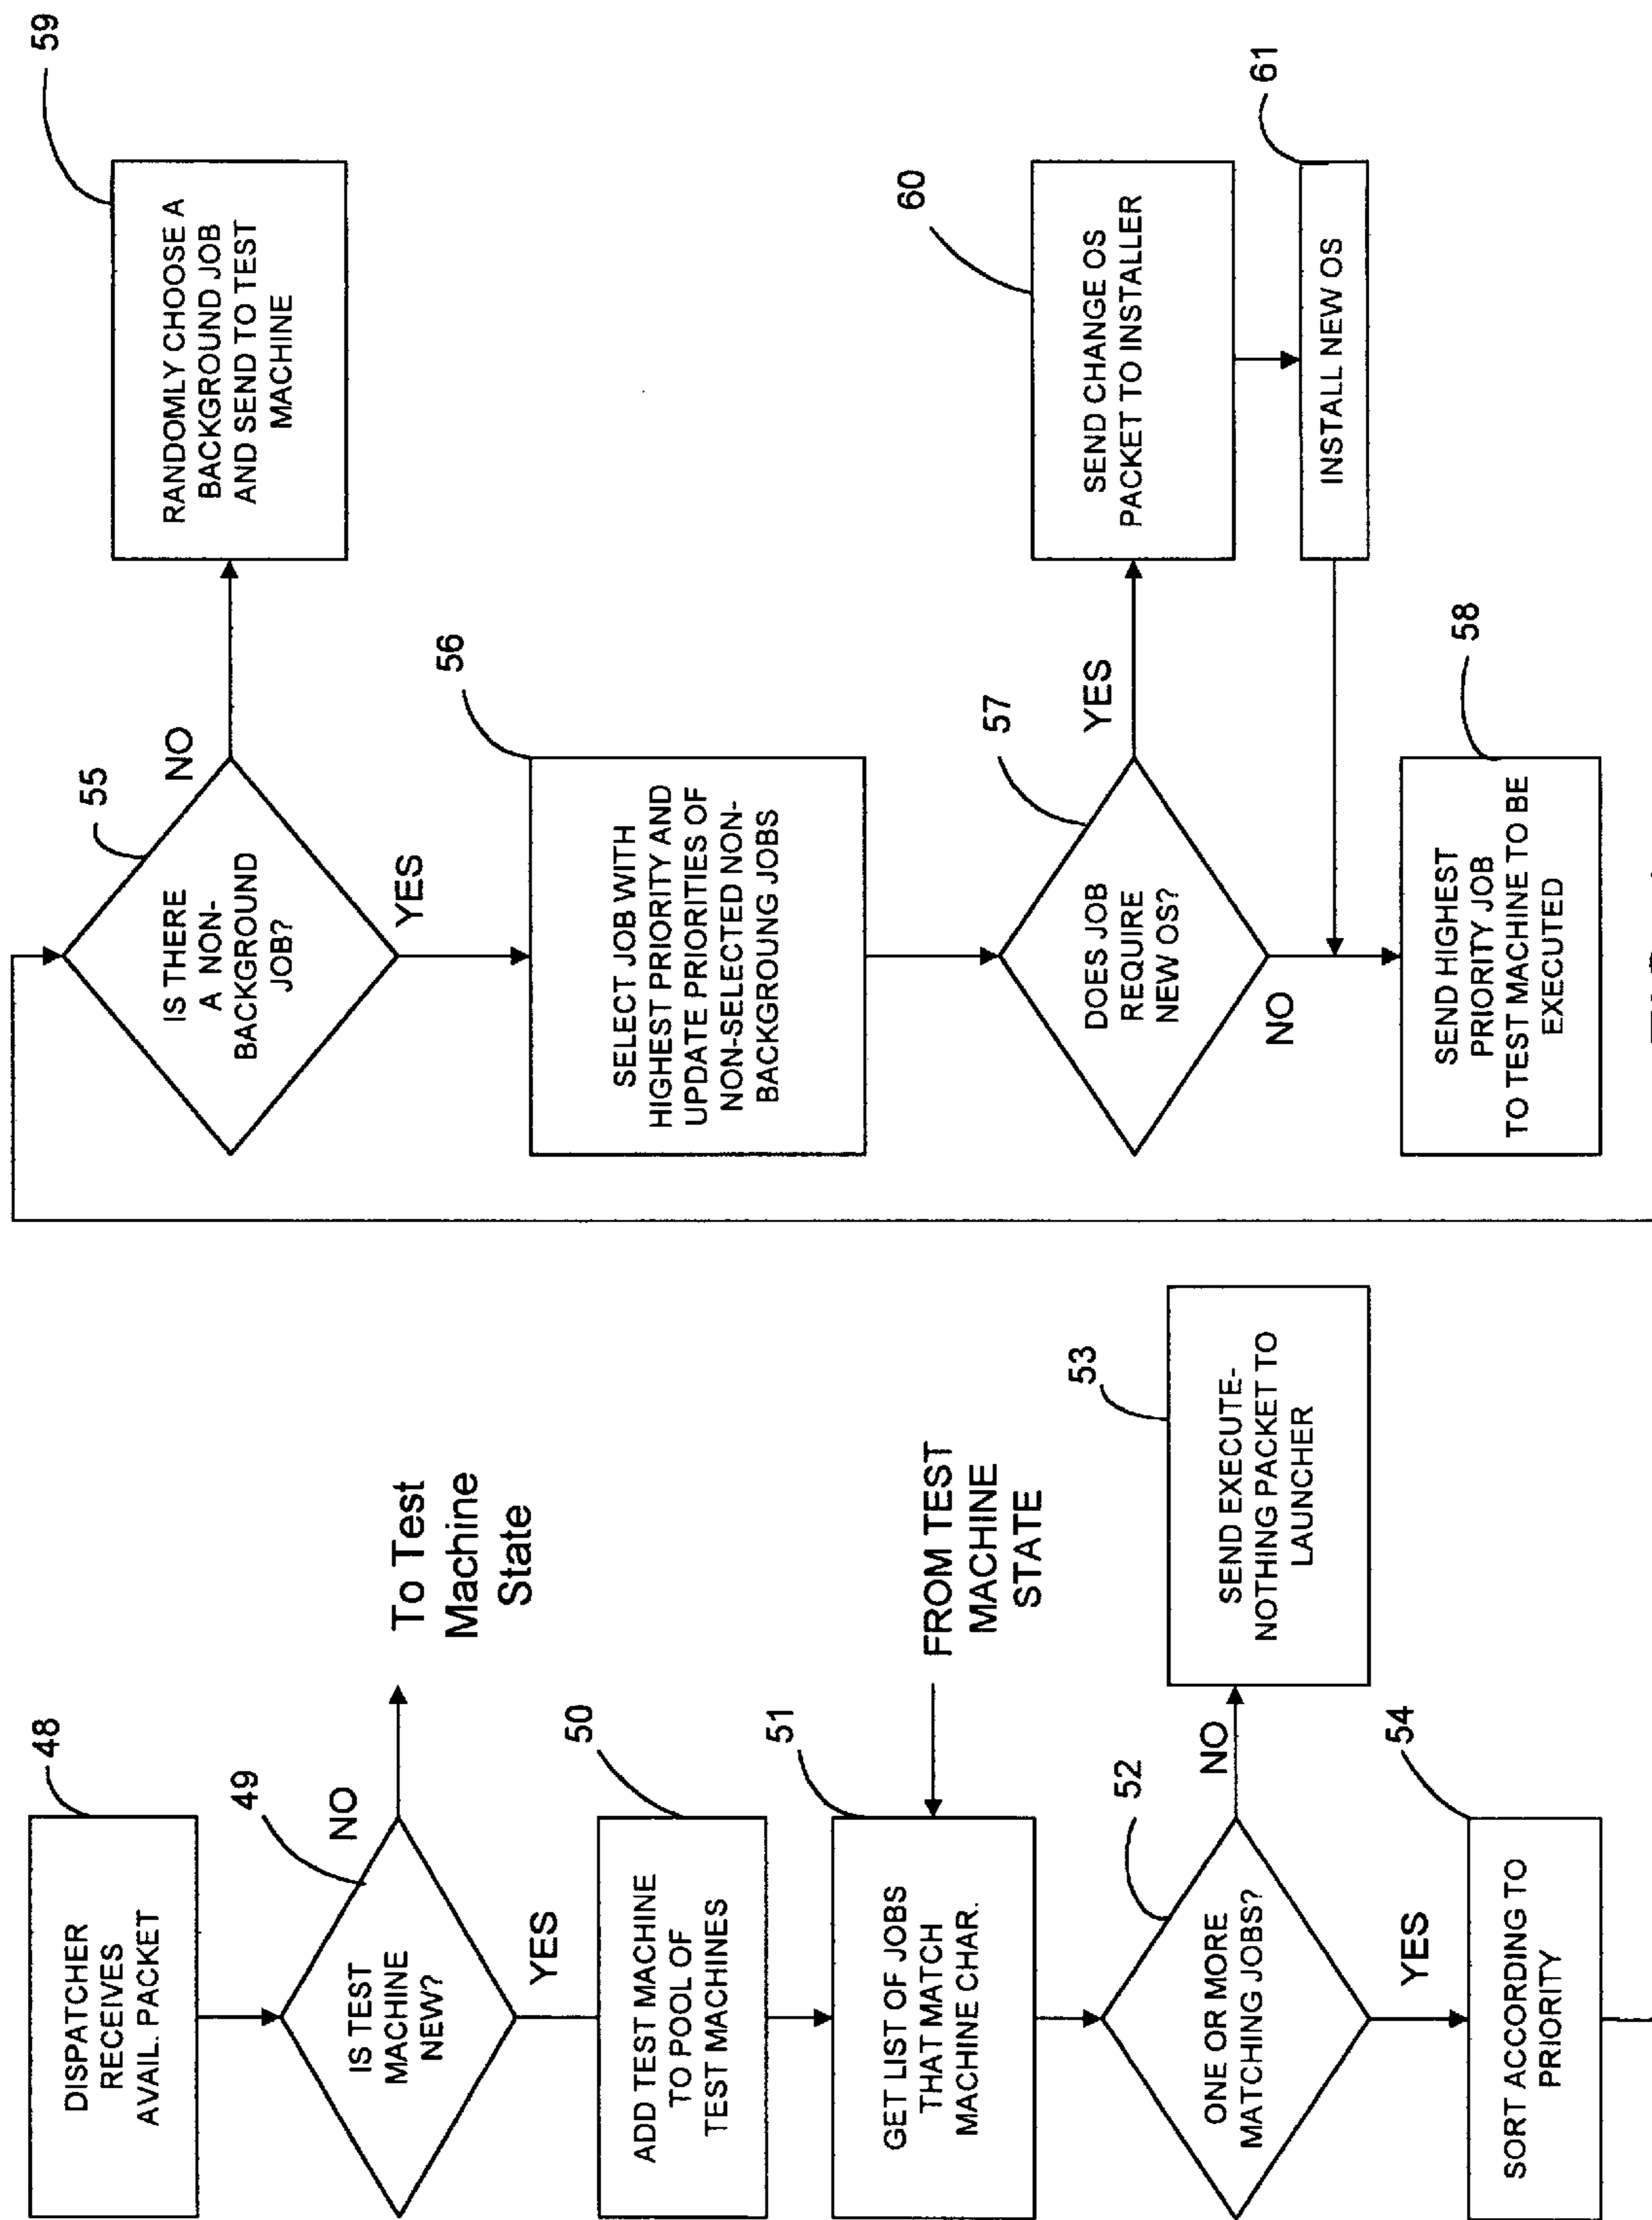 48
DISPATCHER
RECEIVES
AVAIL. PACKET
49
IS TEST
MACHINE
NEW?
NO
To Test
Machine
State
YES
50
ADD TEST MACHINE
TO POOL OF
TEST MACHINES
51
GET LIST OF JOBS
THAT MATCH
MACHINE CHAR.
FROM TEST
MACHINE
STATE
52
ONE OR MORE
MATCHING JOBS?
NO
53
SEND EXECUTE-
NOTHING PACKET TO
LAUNCHER
YES
54
SORT ACCORDING TO
PRIORITY
55
IS THERE
A NON-
BACKGROUND
JOB?
NO
59
RANDOMLY CHOOSE A
BACKGROUND JOB
AND SEND TO TEST
MACHINE
YES
56
SELECT JOB WITH
HIGHEST PRIORITY AND
UPDATE PRIORITIES OF
NON-SELECTED NON-
BACKGROUNG JOBS
57
DOES JOB
REQUIRE
NEW OS?
YES
60
SEND CHANGE OS
PACKET TO INSTALLER
61
INSTALL NEW OS
NO
58
SEND HIGHEST
PRIORITY JOB
TO TEST MACHINE TO BE
EXECUTED